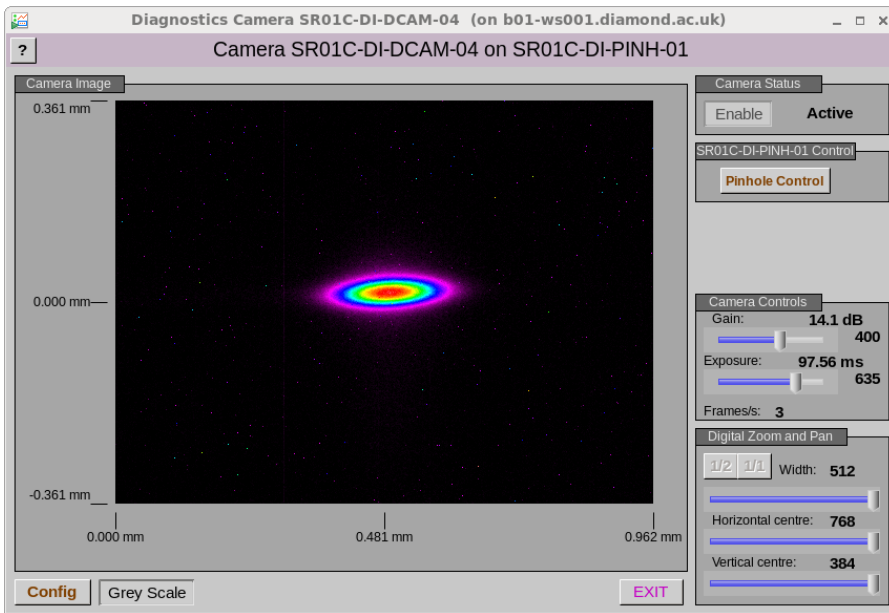 Diagnostics Camera SR01C-DI-DCAM-04 (on b01-ws001.diamond.ac.uk)
?
Camera SR01C-DI-DCAM-04 on SR01C-DI-PINH-01
Camera Image
0.361 mm
0.000 mm
-0.361 mm
0.000 mm
0.481 mm
0.962 mm
Config
Grey Scale
EXIT
Camera Status
Enable
Active
SR01C-DI-PINH-01 Control
Pinhole Control
Camera Controls
Gain: 14.1 dB
400
Exposure: 97.56 ms
635
Frames/s: 3
Digital Zoom and Pan
1/2 1/1 Width: 512
Horizontal centre: 768
Vertical centre: 384